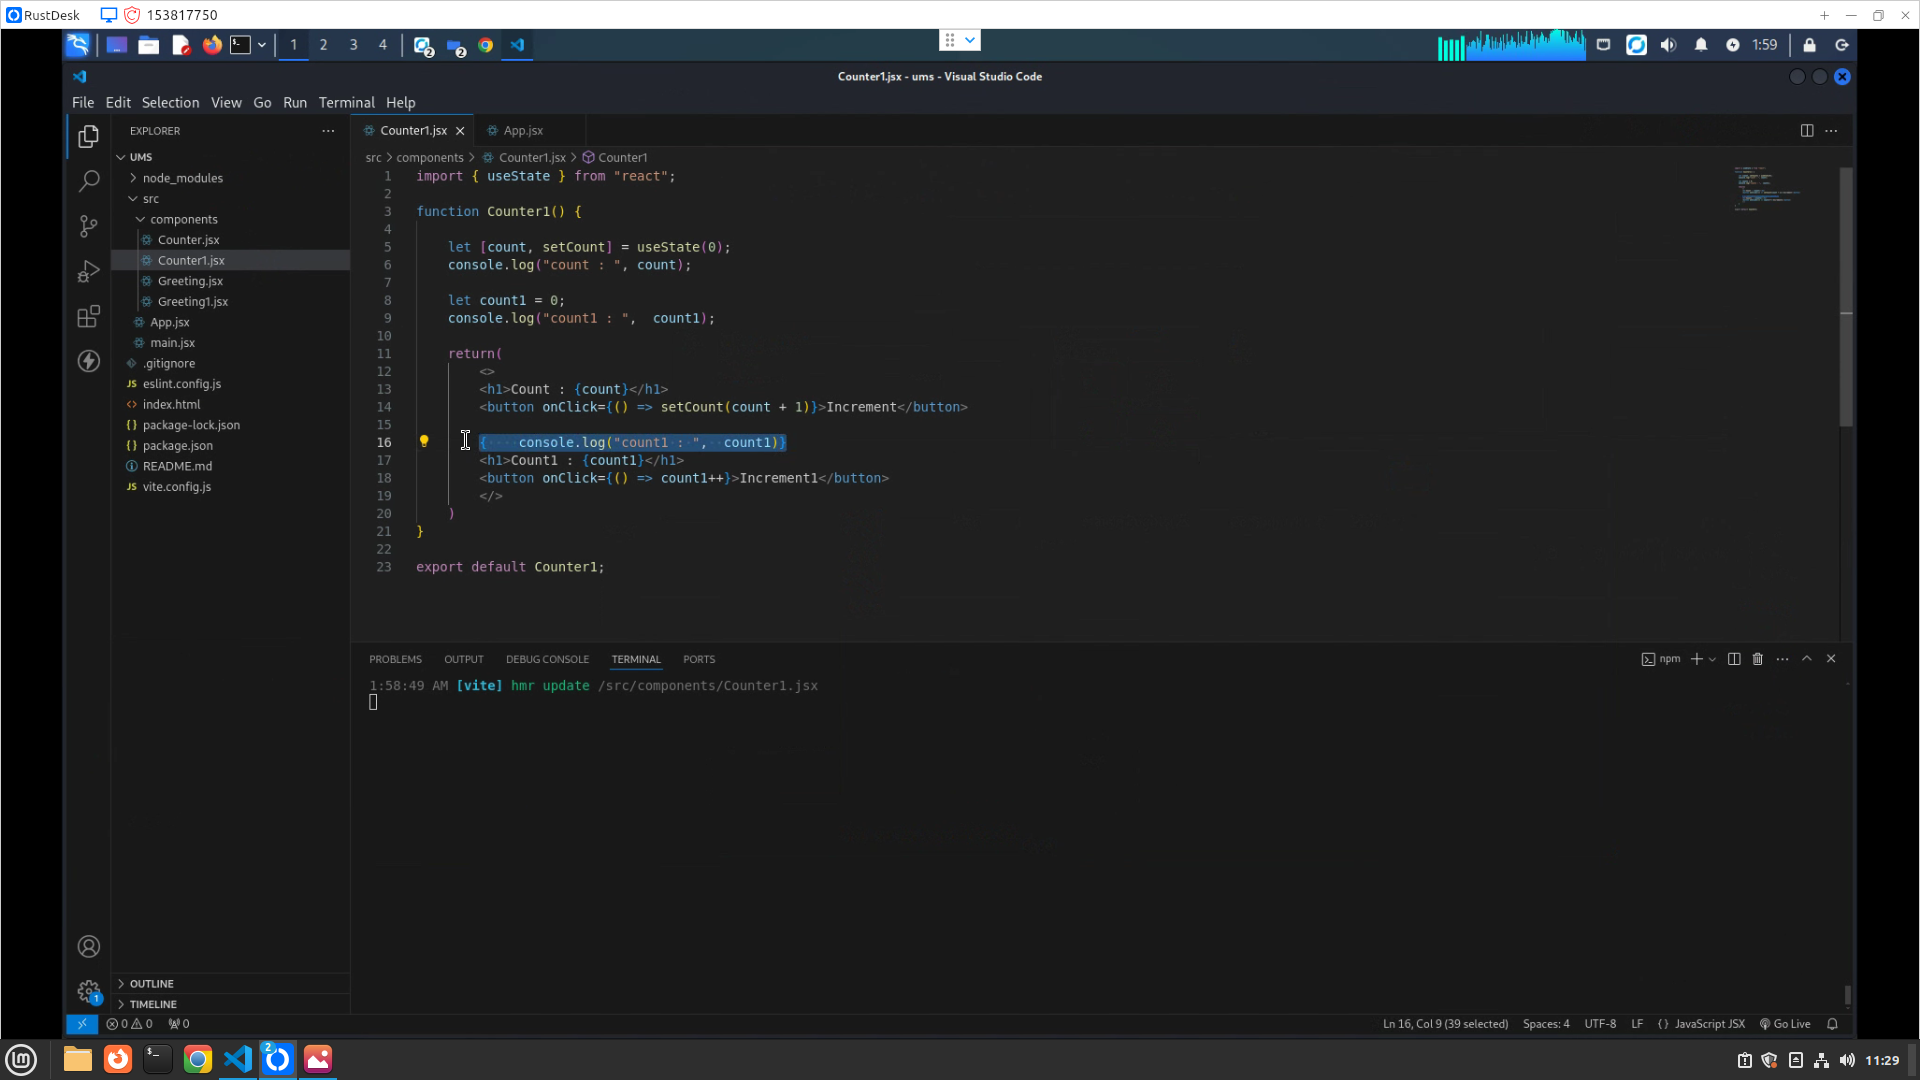 RustDesk 153817750
1 2 3 4 2 2 1:59
Counter1.jsx - ums - Visual Studio Code
File Edit Selection View Go Run Terminal Help
EXPLORER
UMS
node_modules
src
components
Counter.jsx
Counter1.jsx
Greeting.jsx
Greeting1.jsx
App.jsx
main.jsx
.gitignore
JS eslint.config.js
index.html
package-lock.json
package.json
README.md
JS vite.config.js
OUTLINE
TIMELINE
Counter1.jsx App.jsx
src > components > Counter1.jsx > Counter1
1 import { useState } from "react";
2
3 function Counter1() {
4
5 let [count, setCount] = useState(0);
6 console.log("count : ", count);
7
8 let count1 = 0;
9 console.log("count1 : ",  count1);
10
11 return(
12 <>
13 <h1>Count : {count}</h1>
14 <button onClick={() => setCount(count + 1)}>Increment</button>
15
16 {····console.log("count1·:·",··count1)}
17 <h1>Count1 : {count1}</h1>
18 <button onClick={() => count1++}>Increment1</button>
19 </>
20 )
21 }
22
23 export default Counter1;
PROBLEMS OUTPUT DEBUG CONSOLE TERMINAL PORTS
npm
1:58:49 AM [vite] hmr update /src/components/Counter1.jsx
1
0 0 0
Ln 16, Col 9 (39 selected) Spaces: 4 UTF-8 LF {} JavaScript JSX Go Live
2
11:29